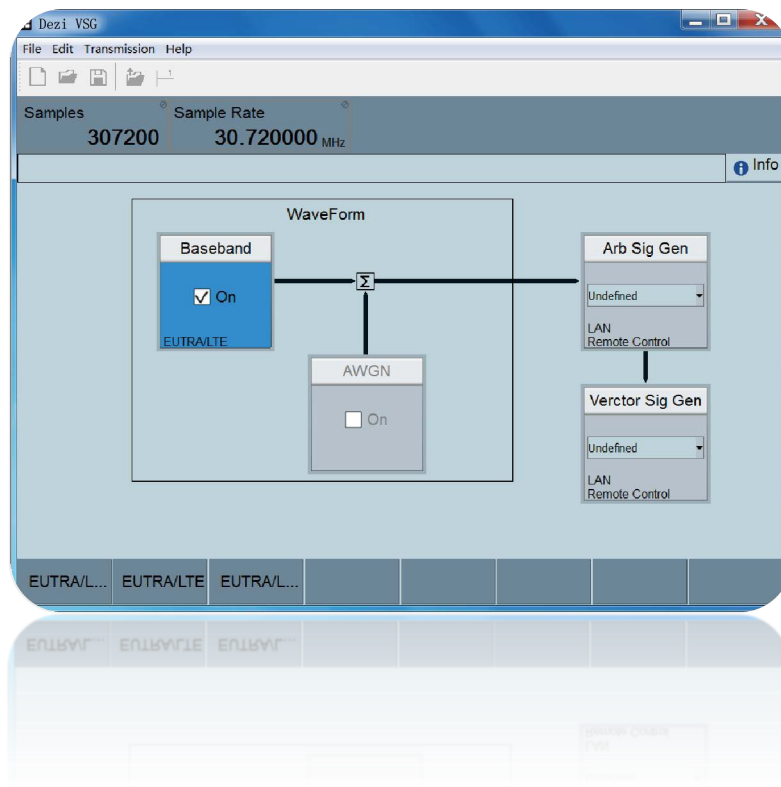 Dezi VSG
File Edit Transmission Help
Samples
307200
Sample Rate
30.720000 MHz
Info
WaveForm
Baseband
On
EUTRA/LTE
Σ
AWGN
On
Arb Sig Gen
Undefined
LAN
Remote Control
Verctor Sig Gen
Undefined
LAN
Remote Control
EUTRA/L... EUTRA/LTE EUTRA/L...